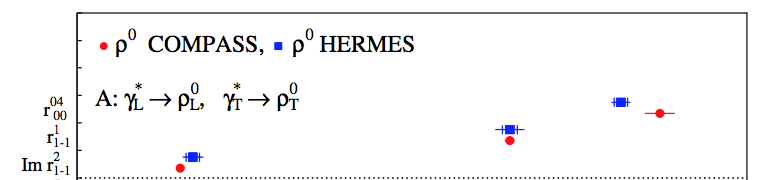 ρ⁰ COMPASS, ρ⁰ HERMES
A: γ*L → ρ⁰L, γ*T → ρ⁰T
r⁰⁴₀₀
r¹₁₋₁
Im r²₁₋₁